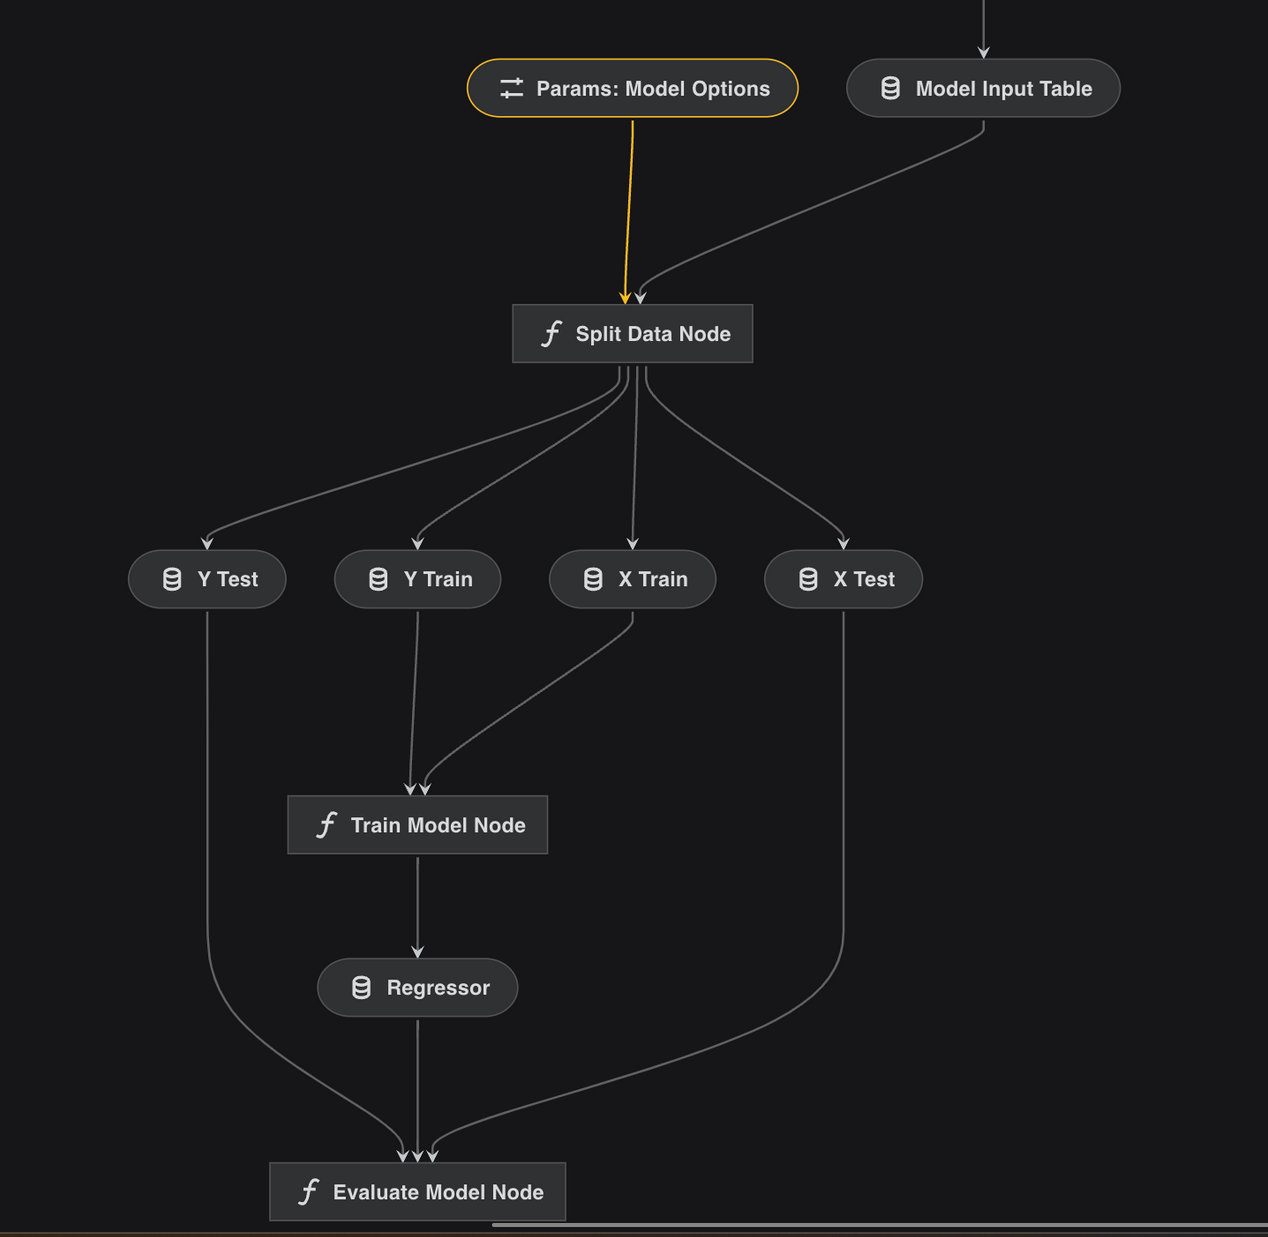 Params: Model Options
Model Input Table
Split Data Node
Y Test
Y Train
X Train
X Test
Train Model Node
Regressor
Evaluate Model Node